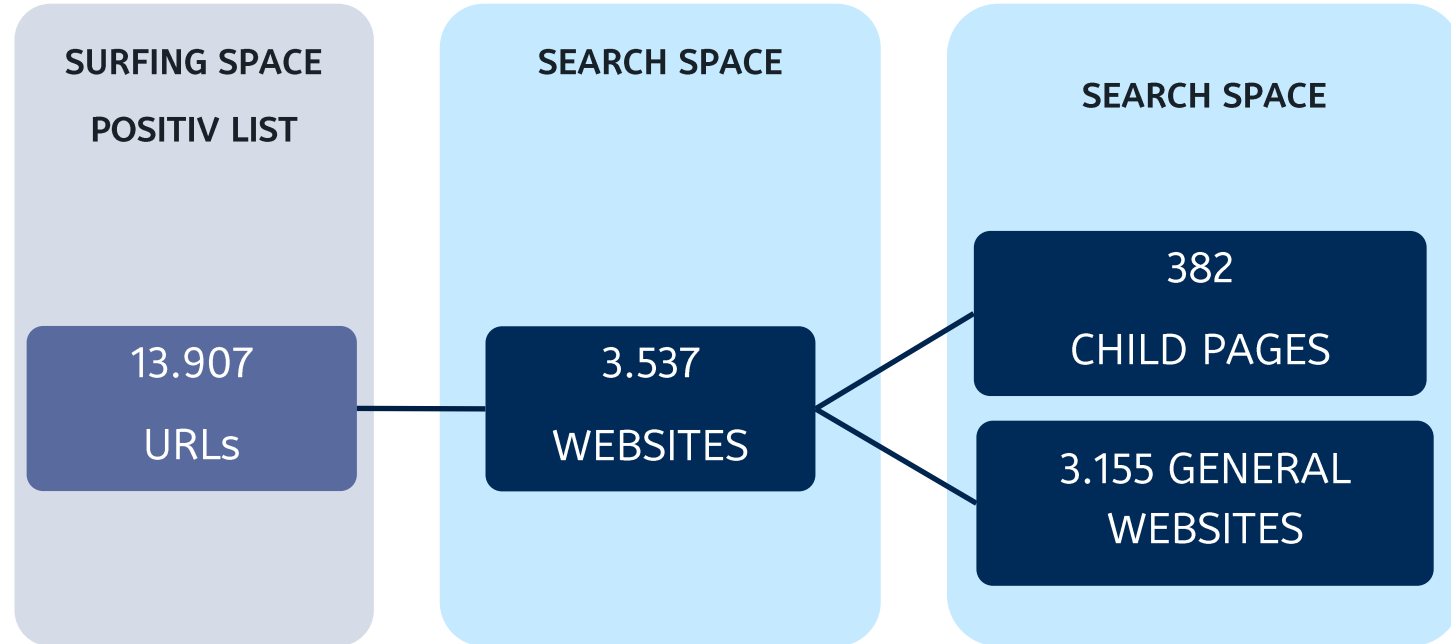 SURFING SPACE
POSITIV LIST
13.907
URLs
SEARCH SPACE
3.537
WEBSITES
SEARCH SPACE
382
CHILD PAGES
3.155 GENERAL
WEBSITES